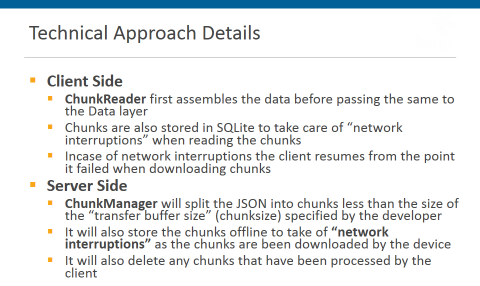 Technical Approach Details
Client Side
ChunkReader first assembles the data before passing the same to
the Data layer
Chunks are also stored in SQLite to take care of “network
interruptions” when reading the chunks
Incase of network interruptions the client resumes from the point
it failed when downloading chunks
Server Side
ChunkManager will split the JSON into chunks less than the size of
the “transfer buffer size” (chunksize) specified by the developer
It will also store the chunks offline to take of “network
interruptions” as the chunks are been downloaded by the device
It will also delete any chunks that have been processed by the
client